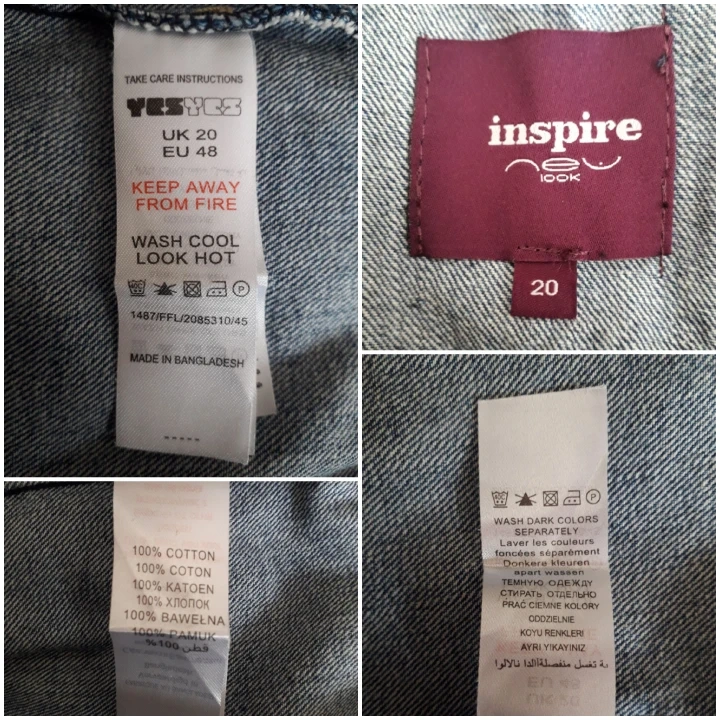 TAKE CARE INSTRUCTIONS
YESYES
UK 20
EU 48
KEEP AWAY
FROM FIRE
WASH COOL
LOOK HOT
40C
P
1487/FFL/2085310/45
MADE IN BANGLADESH
inspire
new
look
20
100% COTTON
100% COTON
100% KATOEN
100% ХЛОПОК
100% BAWEŁNA
100% PAMUK
قطن 100%
P
WASH DARK COLORS
SEPARATELY
Laver les couleurs
foncées séparément
Donkere kleuren
apart wassen
ТЕМНУЮ ОДЕЖДУ
СТИРАТЬ ОТДЕЛЬНО
PRAĆ CIEMNE KOLORY
ODDZIELNIE
KOYU RENKLERI
AYRI YIKAYINIZ